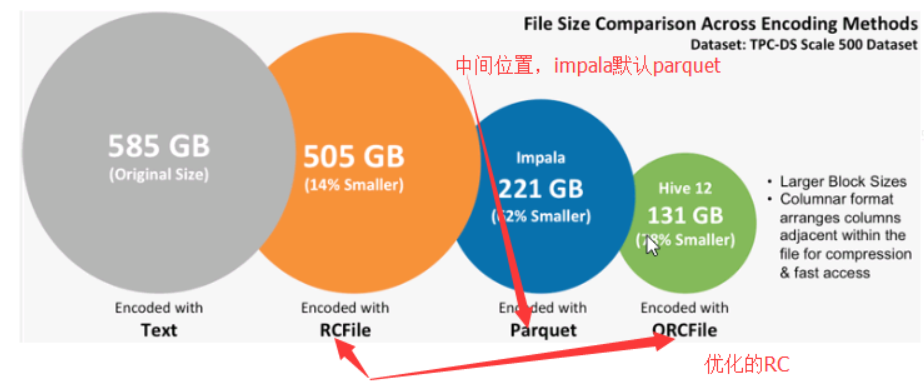 File Size Comparison Across Encoding Methods
Dataset: TPC-DS Scale 500 Dataset
中间位置，impala默认parquet
585 GB
(Original Size)
505 GB
(14% Smaller)
Impala
221 GB
(62% Smaller)
Hive 12
131 GB
(78% Smaller)
• Larger Block Sizes
• Columnar format
arranges columns
adjacent within the
file for compression
& fast access
Encoded with
Text
Encoded with
RCFile
Encoded with
Parquet
Encoded with
ORCFile
优化的RC